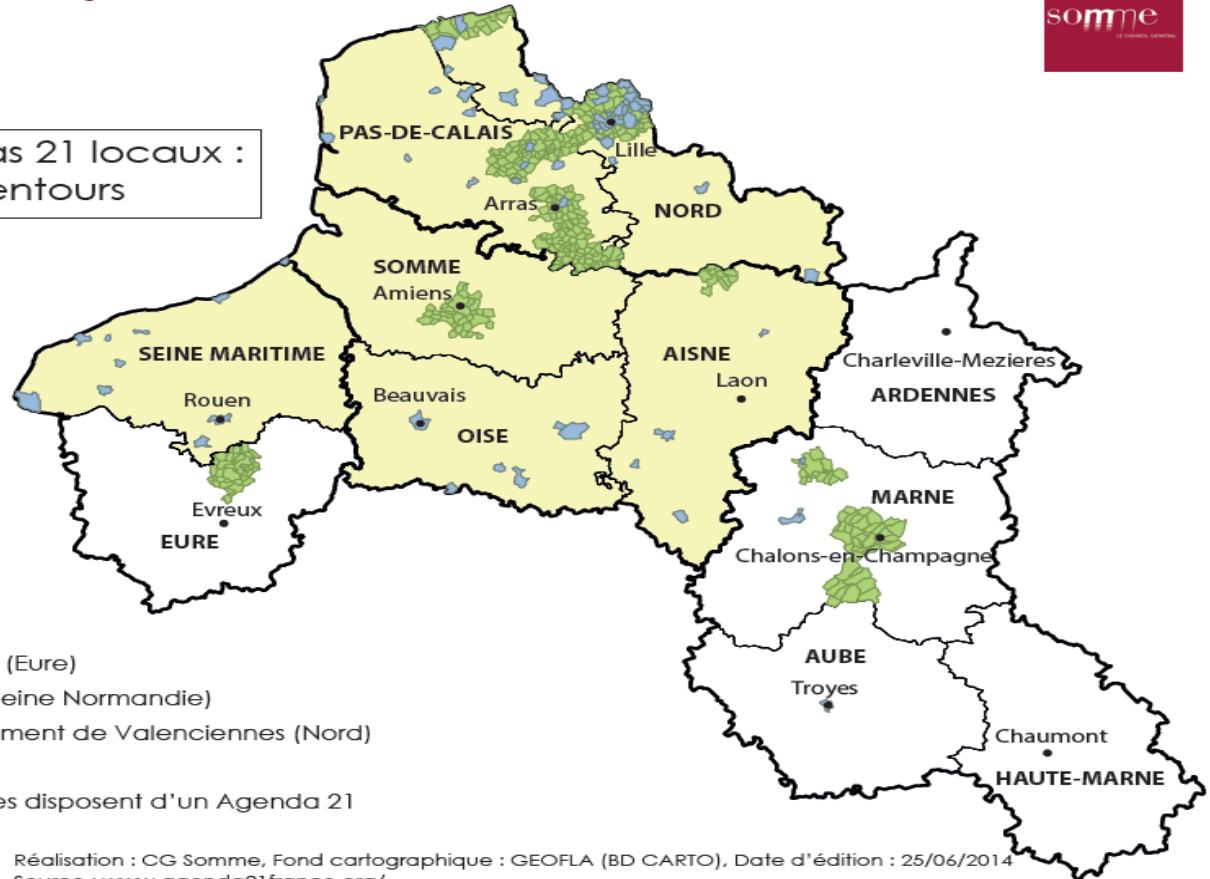 somme
LE CONSEIL GENERAL
as 21 locaux :
entours
PAS-DE-CALAIS
Lille
Arras
NORD
SOMME
Amiens
SEINE MARITIME
AISNE
Charleville-Mezieres
Laon
ARDENNES
Rouen
Beauvais
OISE
MARNE
Evreux
EURE
Chalons-en-Champagne
(Eure)
eine Normandie)
AUBE
Troyes
ment de Valenciennes (Nord)
Chaumont
HAUTE-MARNE
es disposent d'un Agenda 21
Réalisation : CG Somme, Fond cartographique : GEOFLA (BD CARTO), Date d'édition : 25/06/2014